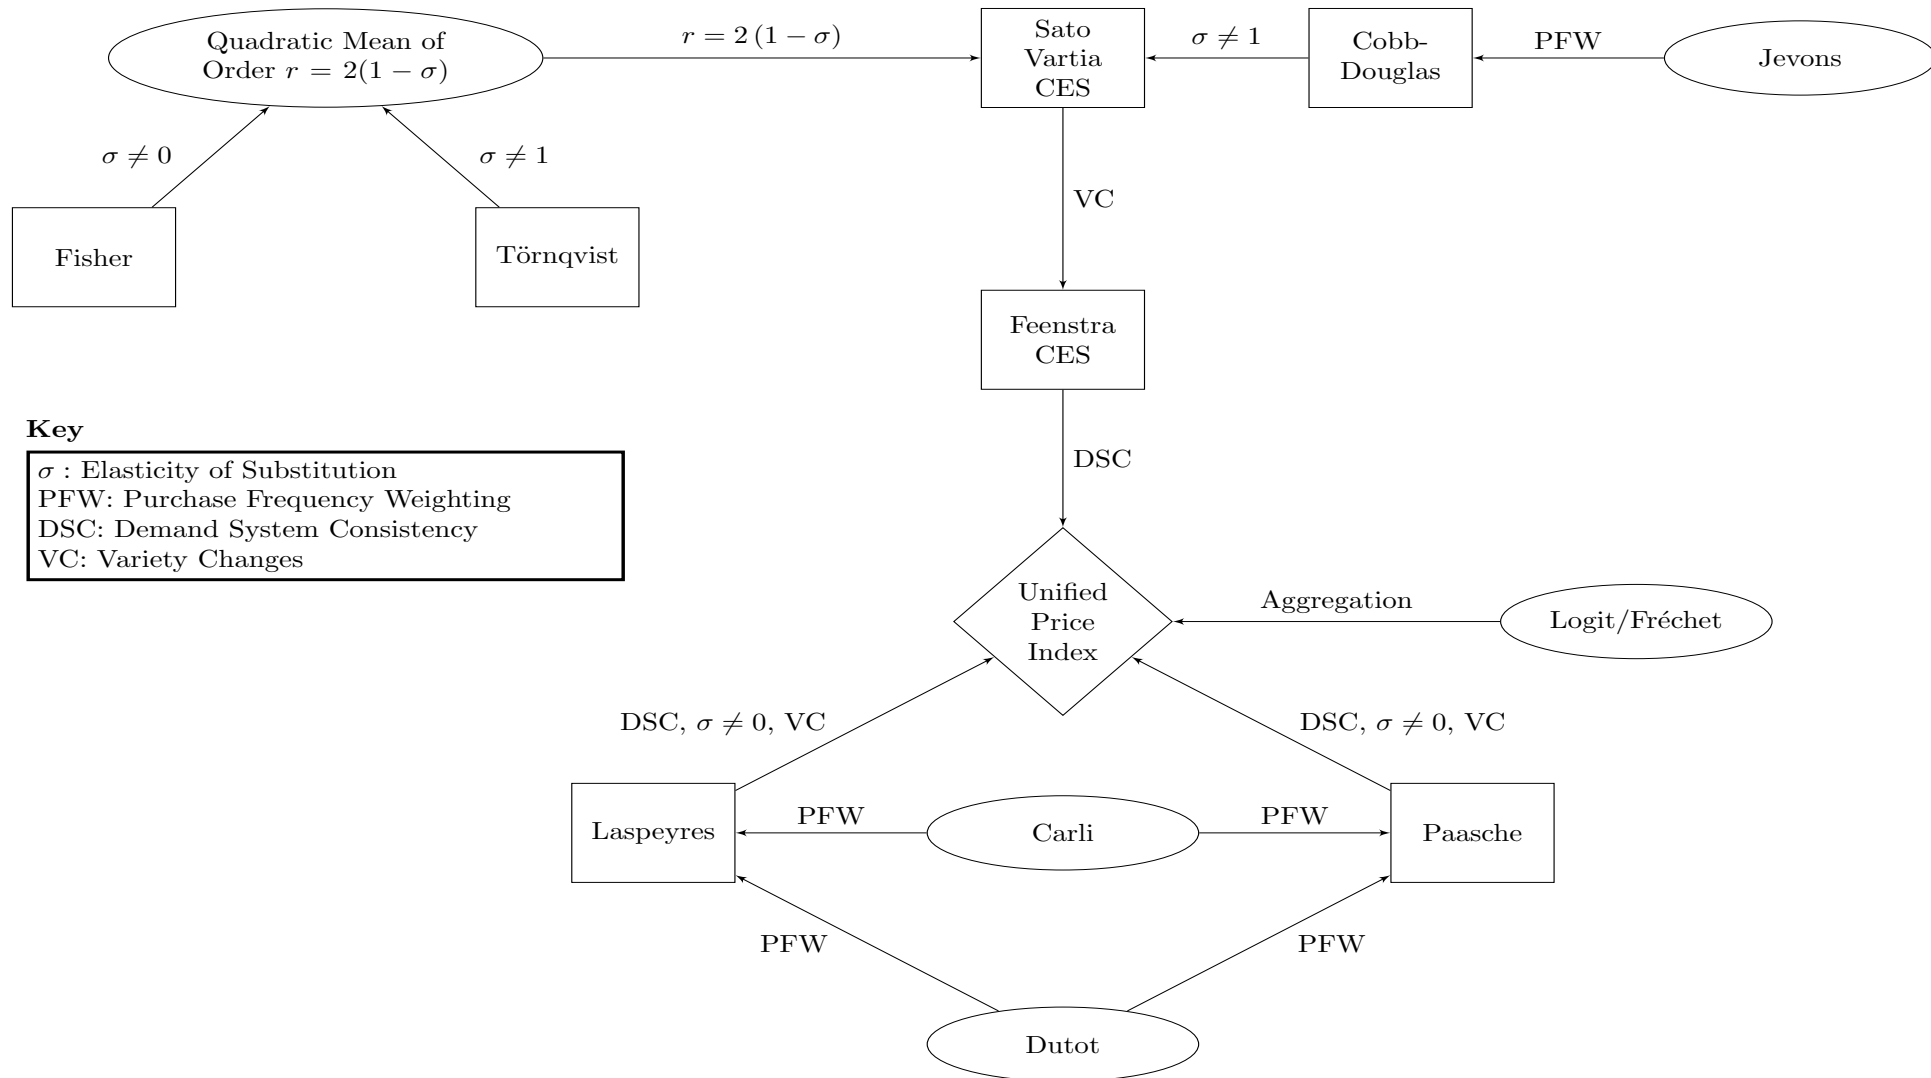 Quadratic Mean of
Order r = 2(1 − σ)
r = 2 (1 − σ)
Sato
Vartia
CES
σ ≠ 1
Cobb-
Douglas
PFW
Jevons
σ ≠ 0
σ ≠ 1
Fisher
Törnqvist
VC
Feenstra
CES
Key
σ : Elasticity of Substitution
PFW: Purchase Frequency Weighting
DSC: Demand System Consistency
VC: Variety Changes
DSC
Unified
Price
Index
Aggregation
Logit/Fréchet
DSC, σ ≠ 0, VC
DSC, σ ≠ 0, VC
Laspeyres
PFW
Carli
PFW
Paasche
PFW
PFW
Dutot